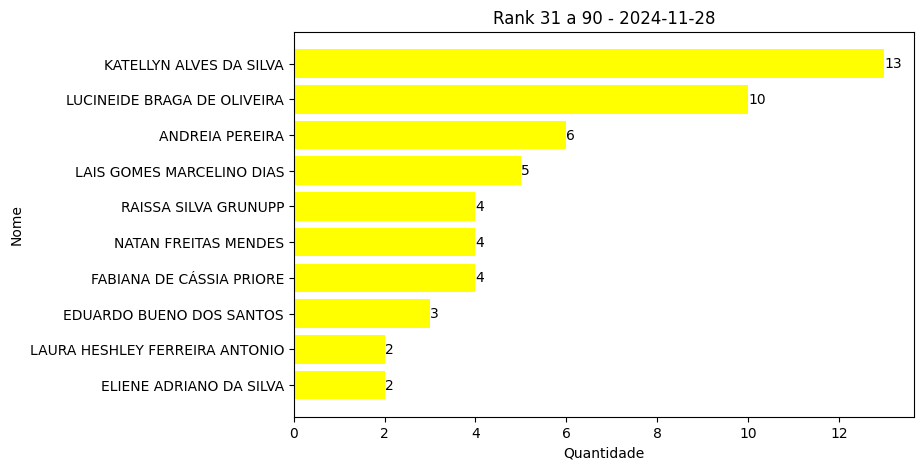 Rank 31 a 90 - 2024-11-28
Nome
KATELLYN ALVES DA SILVA 13
LUCINEIDE BRAGA DE OLIVEIRA 10
ANDREIA PEREIRA 6
LAIS GOMES MARCELINO DIAS 5
RAISSA SILVA GRUNUPP 4
NATAN FREITAS MENDES 4
FABIANA DE CÁSSIA PRIORE 4
EDUARDO BUENO DOS SANTOS 3
LAURA HESHLEY FERREIRA ANTONIO 2
ELIENE ADRIANO DA SILVA 2
0 2 4 6 8 10 12
Quantidade